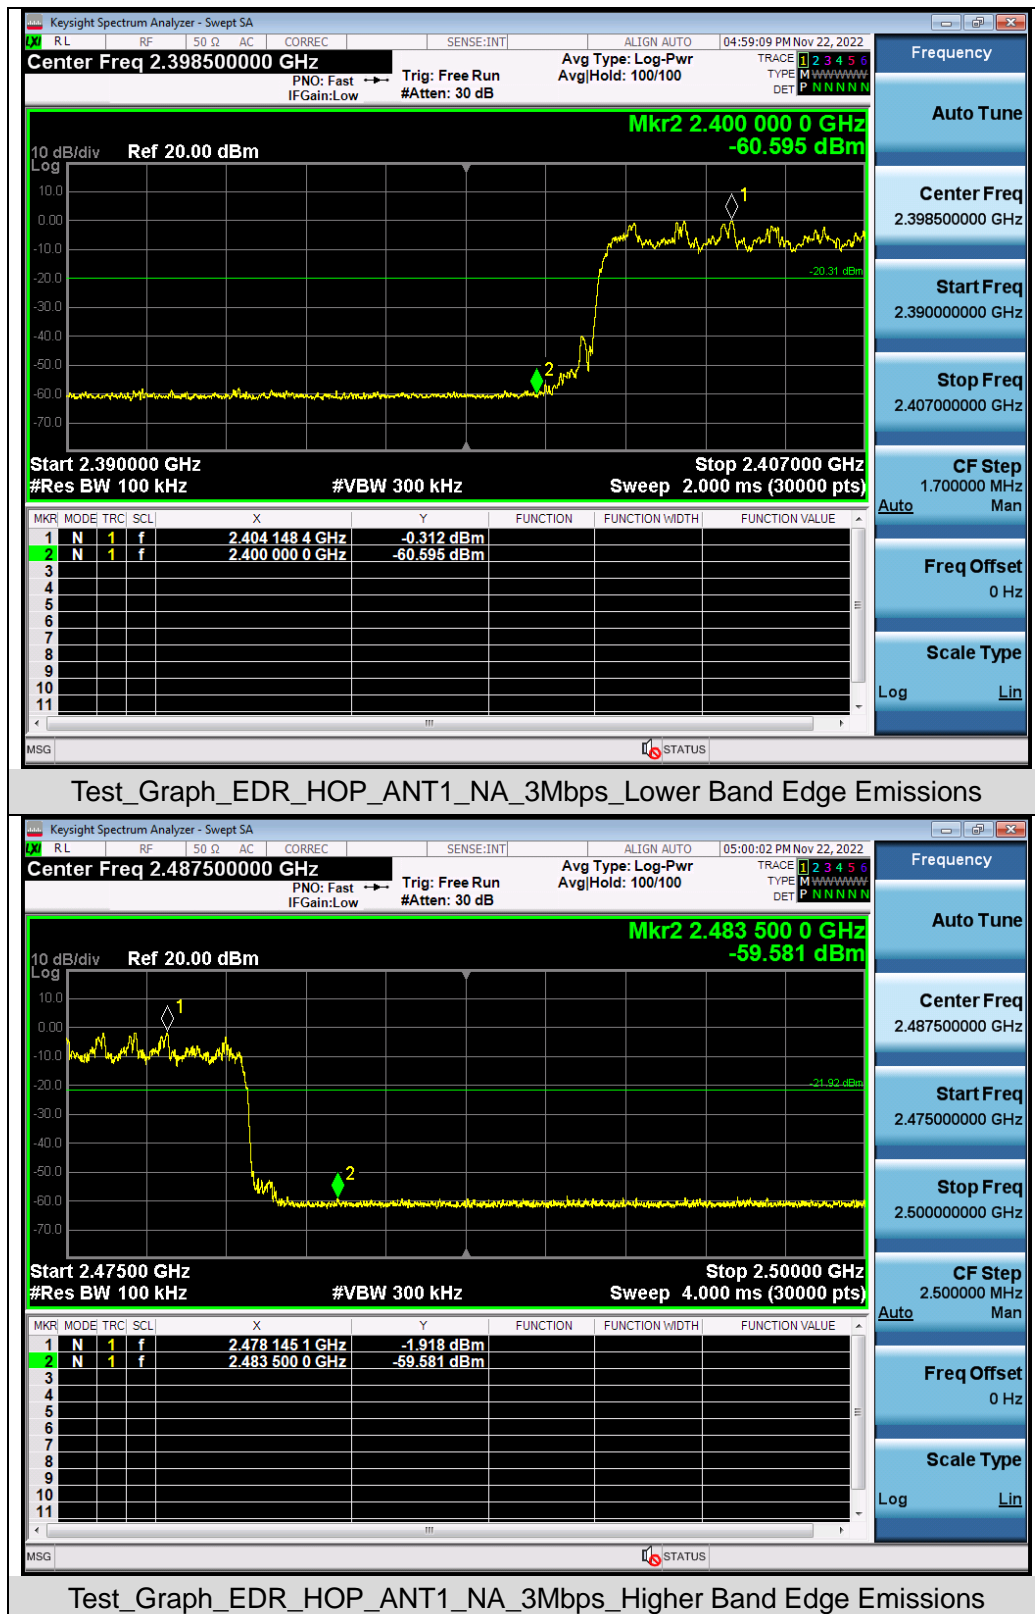 Keysight Spectrum Analyzer - Swept SA
LXI RL RF 50 Ω AC CORREC SENSE:INT ALIGN AUTO 04:59:09 PM Nov 22, 2022
Center Freq 2.398500000 GHz Avg Type: Log-Pwr TRACE 1 2 3 4 5 6
PNO: Fast Trig: Free Run Avg|Hold: 100/100 TYPE M WWWWW
IFGain:Low #Atten: 30 dB DET P N N N N N
Mkr2 2.400 000 0 GHz
10 dB/div Ref 20.00 dBm -60.595 dBm
Log
10.0
0.00
-10.0
-20.0
-30.0
-40.0
-50.0
-60.0
-70.0
1
-20.31 dBm
2
Start 2.390000 GHz Stop 2.407000 GHz
#Res BW 100 kHz #VBW 300 kHz Sweep 2.000 ms (30000 pts)
MKR MODE TRC SCL X Y FUNCTION FUNCTION WIDTH FUNCTION VALUE
1 N 1 f 2.404 148 4 GHz -0.312 dBm
2 N 1 f 2.400 000 0 GHz -60.595 dBm
3
4
5
6
7
8
9
10
11
MSG STATUS
Frequency
Auto Tune
Center Freq
2.398500000 GHz
Start Freq
2.390000000 GHz
Stop Freq
2.407000000 GHz
CF Step
1.700000 MHz
Auto Man
Freq Offset
0 Hz
Scale Type
Log Lin
Test_Graph_EDR_HOP_ANT1_NA_3Mbps_Lower Band Edge Emissions
Keysight Spectrum Analyzer - Swept SA
LXI RL RF 50 Ω AC CORREC SENSE:INT ALIGN AUTO 05:00:02 PM Nov 22, 2022
Center Freq 2.487500000 GHz Avg Type: Log-Pwr TRACE 1 2 3 4 5 6
PNO: Fast Trig: Free Run Avg|Hold: 100/100 TYPE M WWWWW
IFGain:Low #Atten: 30 dB DET P N N N N N
Mkr2 2.483 500 0 GHz
10 dB/div Ref 20.00 dBm -59.581 dBm
Log
10.0
0.00
-10.0
-20.0
-30.0
-40.0
-50.0
-60.0
-70.0
1
-21.92 dBm
2
Start 2.47500 GHz Stop 2.50000 GHz
#Res BW 100 kHz #VBW 300 kHz Sweep 4.000 ms (30000 pts)
MKR MODE TRC SCL X Y FUNCTION FUNCTION WIDTH FUNCTION VALUE
1 N 1 f 2.478 145 1 GHz -1.918 dBm
2 N 1 f 2.483 500 0 GHz -59.581 dBm
3
4
5
6
7
8
9
10
11
MSG STATUS
Frequency
Auto Tune
Center Freq
2.487500000 GHz
Start Freq
2.475000000 GHz
Stop Freq
2.500000000 GHz
CF Step
2.500000 MHz
Auto Man
Freq Offset
0 Hz
Scale Type
Log Lin
Test_Graph_EDR_HOP_ANT1_NA_3Mbps_Higher Band Edge Emissions